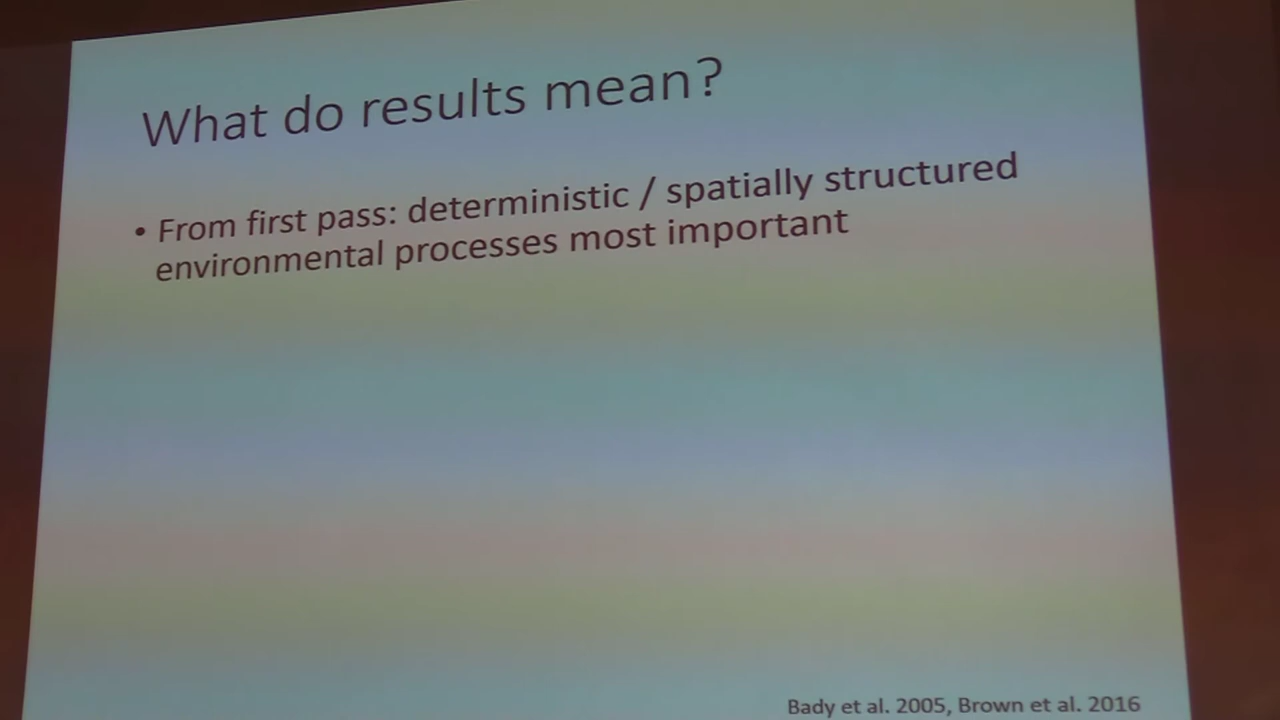 What do results mean?
• From first pass: deterministic / spatially structured
environmental processes most important
Bady et al. 2005, Brown et al. 2016